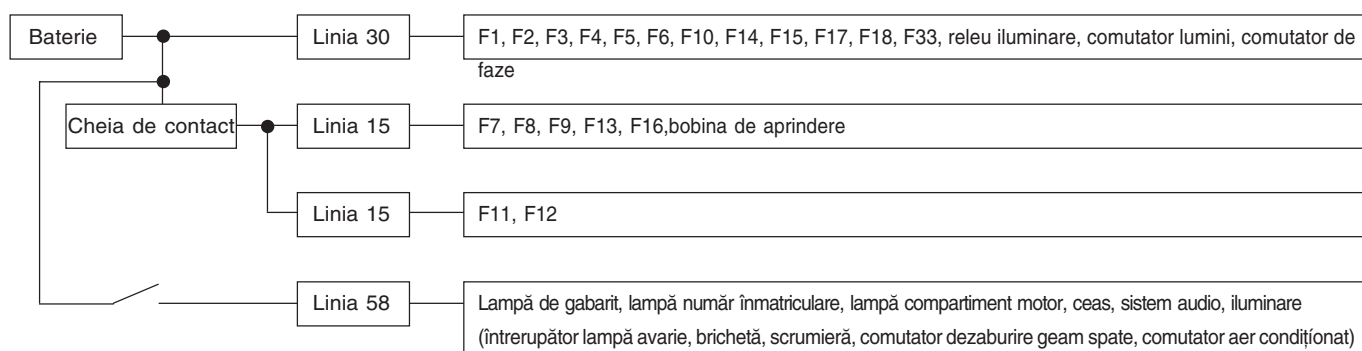 Baterie
Linia 30
F1, F2, F3, F4, F5, F6, F10, F14, F15, F17, F18, F33, releu iluminare, comutator lumini, comutator de
faze
Cheia de contact
Linia 15
F7, F8, F9, F13, F16,bobina de aprindere
Linia 15
F11, F12
Linia 58
Lampă de gabarit, lampă număr înmatriculare, lampă compartiment motor, ceas, sistem audio, iluminare
(întrerupător lampă avarie, brichetă, scrumieră, comutator dezaburire geam spate, comutator aer condiționat)